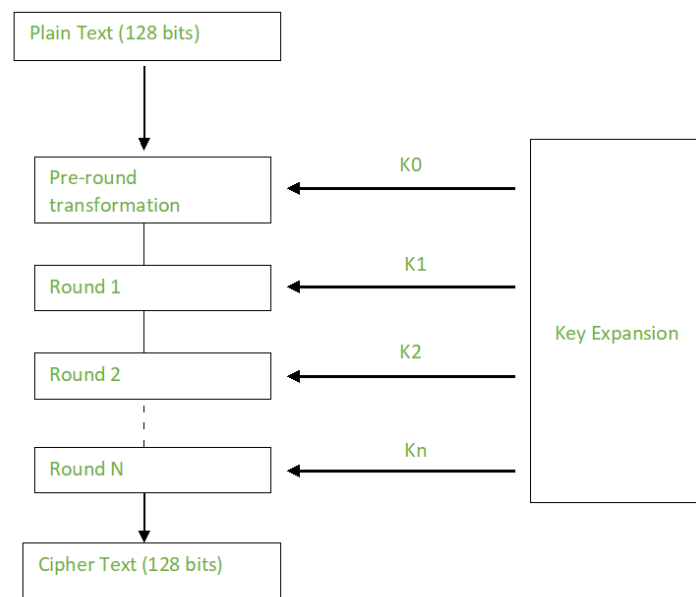 Plain Text (128 bits)
Pre-round
transformation
K0
Round 1
K1
Key Expansion
Round 2
K2
Round N
Kn
Cipher Text (128 bits)